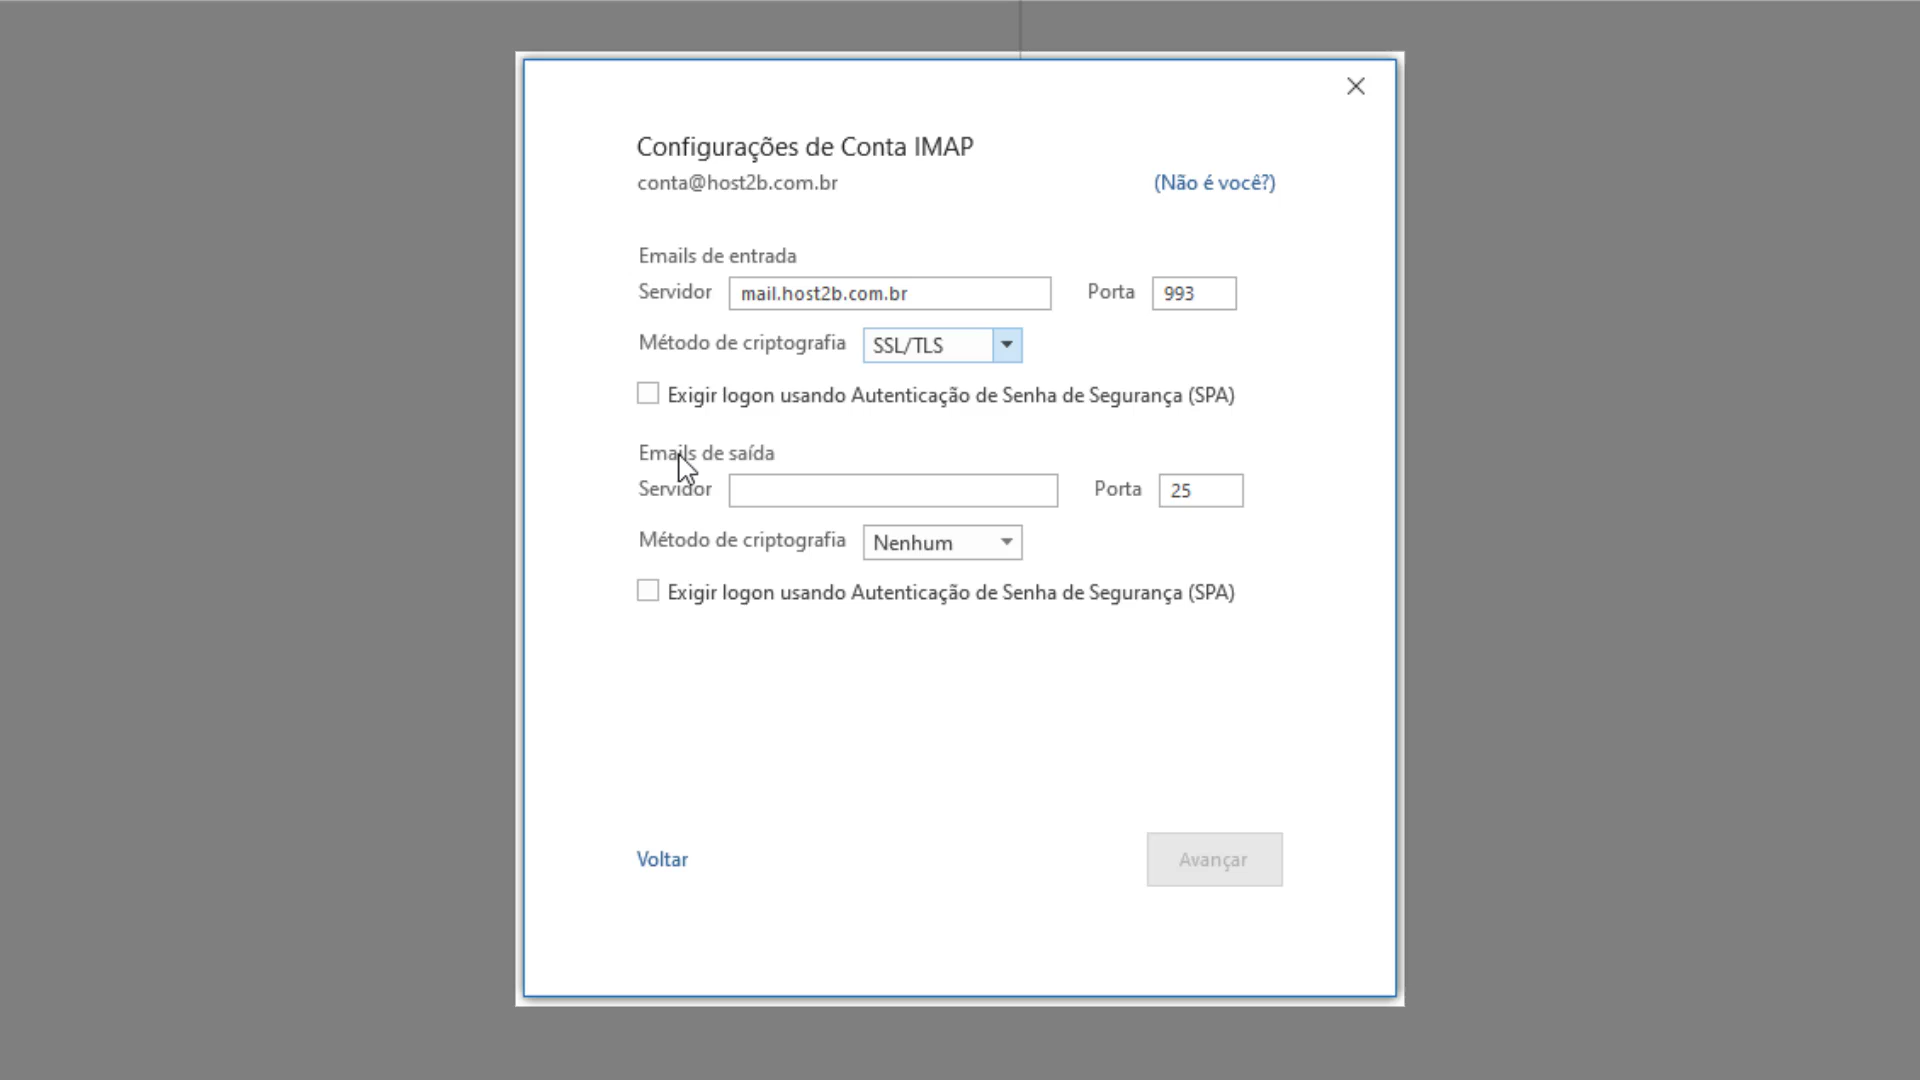 Configurações de Conta IMAP
conta@host2b.com.br (Não é você?)
Emails de entrada
Servidor mail.host2b.com.br Porta 993
Método de criptografia SSL/TLS
Exigir logon usando Autenticação de Senha de Segurança (SPA)
Emails de saída
Servidor Porta 25
Método de criptografia Nenhum
Exigir logon usando Autenticação de Senha de Segurança (SPA)
Voltar Avançar